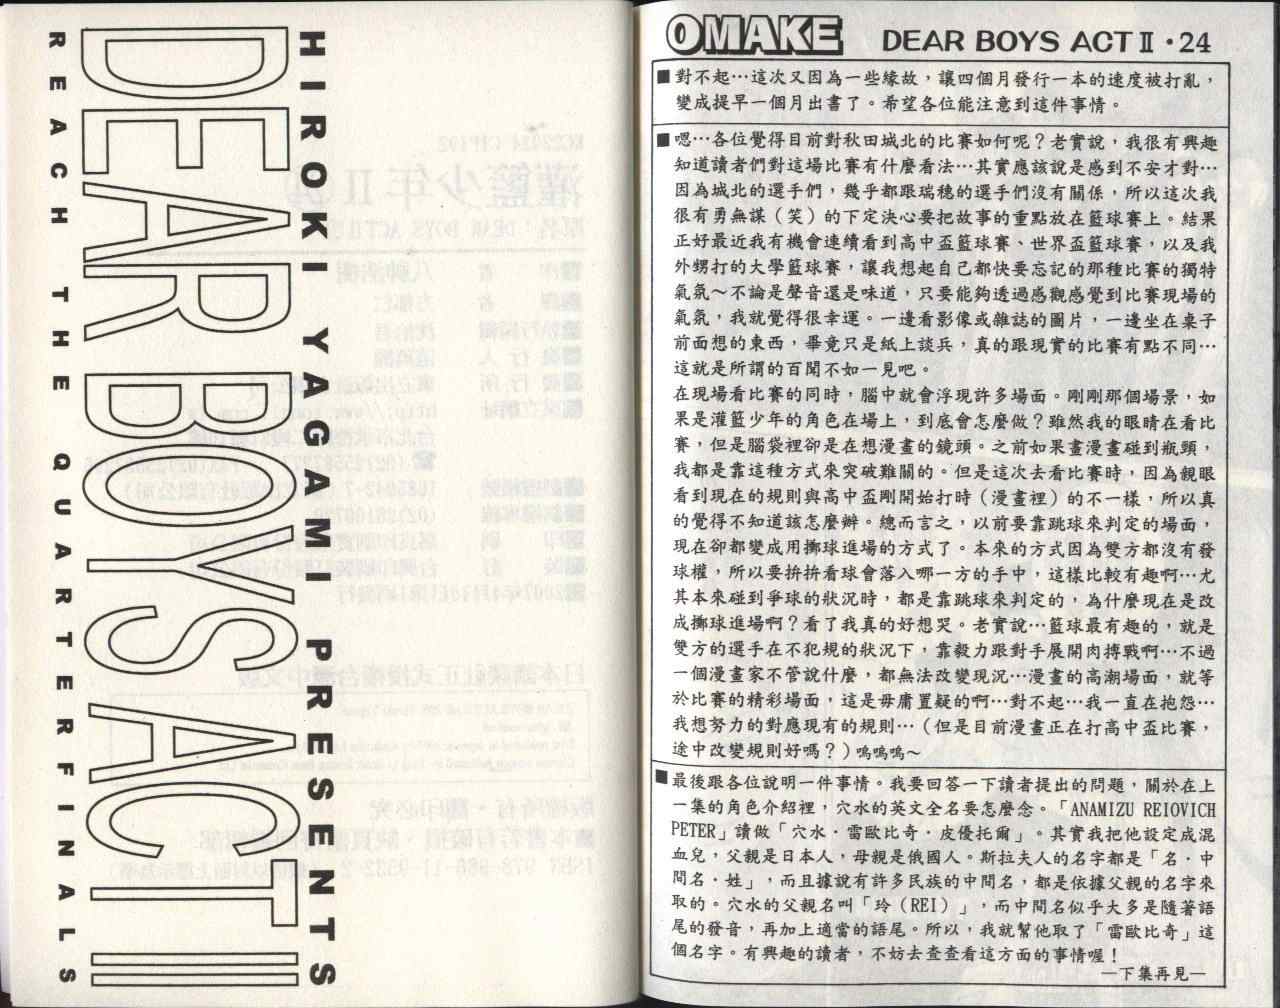 HIROKI YAGAMI PRESENTS
DEAR BOYS ACT II
REACH THE QUARTERFINALS
OMAKE DEAR BOYS ACT II・24
■對不起…這次又因為一些緣故，讓四個月發行一本的速度被打亂，
變成提早一個月出書了。希望各位能注意到這件事情。
■嗯…各位覺得目前對秋田城北的比賽如何呢？老實說，我很有興趣
知道讀者們對這場比賽有什麼看法…其實應該說是感到不安才對…
因為城北的選手們，幾乎都跟瑞穗的選手們沒有關係，所以這次我
很有勇無謀（笑）的下定決心要把故事的重點放在籃球賽上。結果
正好最近我有機會連續看到高中盃籃球賽、世界盃籃球賽，以及我
外甥打的大學籃球賽，讓我想起自己都快要忘記的那種比賽的獨特
氣氛～不論是聲音還是味道，只要能夠透過感觀感覺到比賽現場的
氣氛，我就覺得很幸運。一邊看影像或雜誌的圖片，一邊坐在桌子
前面想的東西，畢竟只是紙上談兵，真的跟現實的比賽有點不同…
這就是所謂的百聞不如一見吧。
在現場看比賽的同時，腦中就會浮現許多場面。剛剛那個場景，如
果是灌籃少年的角色在場上，到底會怎麼做？雖然我的眼睛在看比
賽，但是腦袋裡卻是在想漫畫的鏡頭。之前如果畫漫畫碰到瓶頸，
我都是靠這種方式來突破難關的。但是這次去看比賽時，因為親眼
看到現在的規則與高中盃剛開始打時（漫畫裡）的不一樣，所以真
的覺得不知道該怎麼辦。總而言之，以前要靠跳球來判定的場面，
現在卻都變成用擲球進場的方式了。本來的方式因為雙方都沒有發
球權，所以要拚拚看球會落入哪一方的手中，這樣比較有趣啊…尤
其本來碰到爭球的狀況時，都是靠跳球來判定的，為什麼現在是改
成擲球進場啊？看了我真的好想哭。老實說…籃球最有趣的，就是
雙方的選手在不犯規的狀況下，靠毅力跟對手展開肉搏戰啊…不過
一個漫畫家不管說什麼，都無法改變現況…漫畫的高潮場面，就等
於比賽的精彩場面，這是毋庸置疑的啊…對不起…我一直在抱怨…
我想努力的對應現有的規則…（但是目前漫畫正在打高中盃比賽，
途中改變規則好嗎？）嗚嗚嗚～
■最後跟各位說明一件事情。我要回答一下讀者提出的問題，關於在上
一集的角色介紹裡，穴水的英文全名要怎麼念。「ANAMIZU REIOVICH
PETER」讀做「穴水・雷歐比奇・皮優托爾」。其實我把他設定成混
血兒，父親是日本人，母親是俄國人。斯拉夫人的名字都是「名・中
間名・姓」，而且據說有許多民族的中間名，都是依據父親的名字來
取的。穴水的父親名叫「玲（REI）」，而中間名似乎大多是隨著語
尾的發音，再加上適當的語尾。所以，我就幫他取了「雷歐比奇」這
個名字。有興趣的讀者，不妨去查查看這方面的事情喔！
—下集再見—